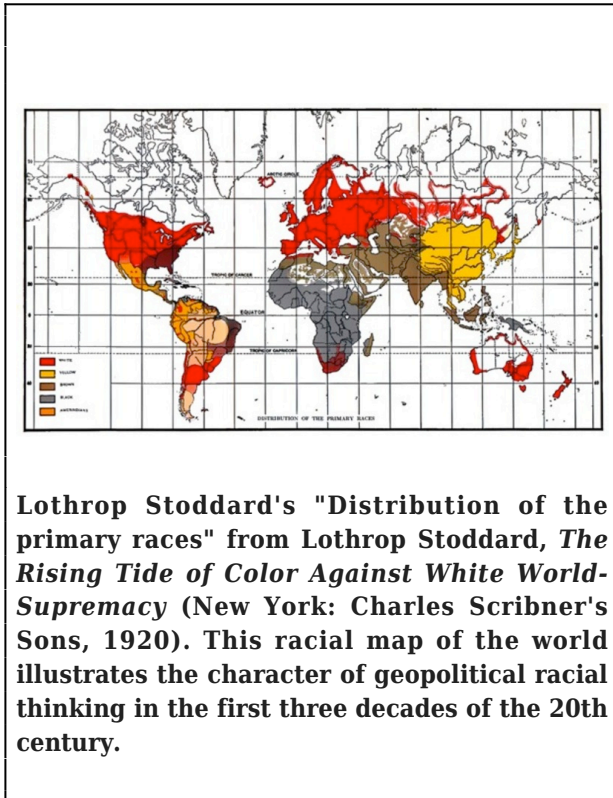 ARCTIC CIRCLE
TROPIC OF CANCER
EQUATOR
TROPIC OF CAPRICORN
WHITE
YELLOW
BROWN
BLACK
AMERINDIANS
DISTRIBUTION OF THE PRIMARY RACES
Lothrop Stoddard's "Distribution of the
primary races" from Lothrop Stoddard, The
Rising Tide of Color Against White World-
Supremacy (New York: Charles Scribner's
Sons, 1920). This racial map of the world
illustrates the character of geopolitical racial
thinking in the first three decades of the 20th
century.